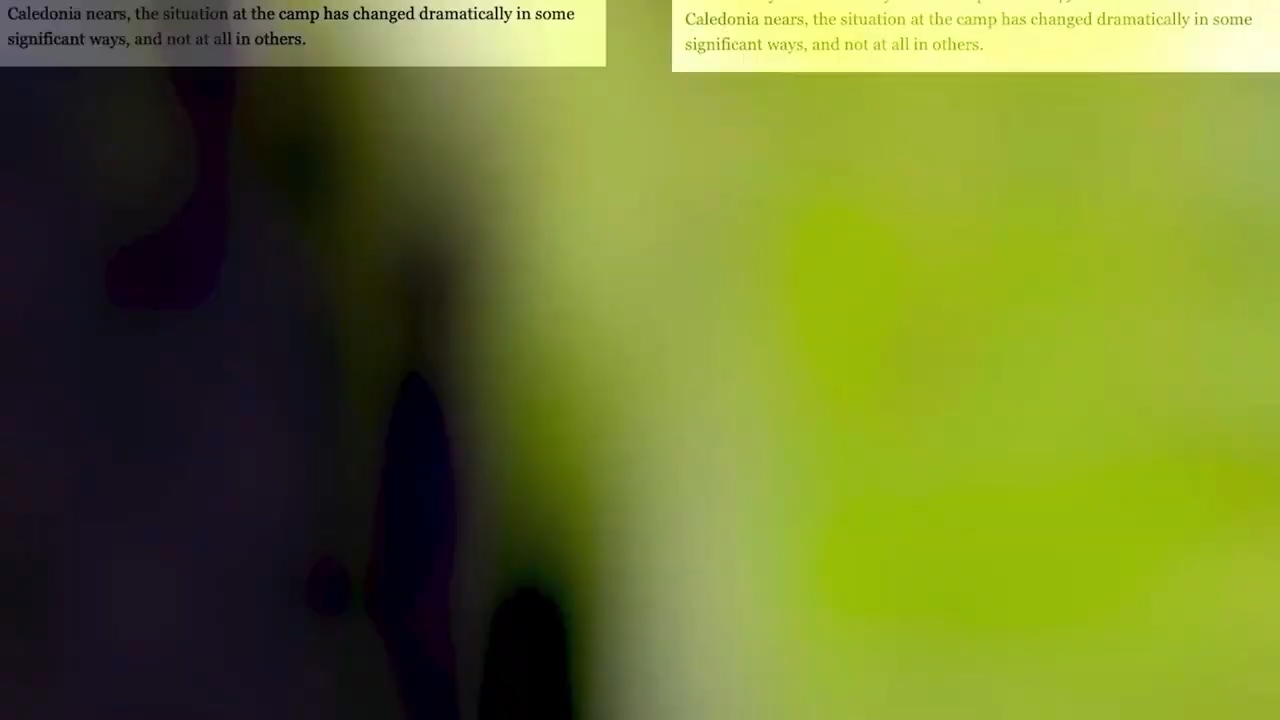 Caledonia nears, the situation at the camp has changed dramatically in some
significant ways, and not at all in others.
Caledonia nears, the situation at the camp has changed dramatically in some
significant ways, and not at all in others.